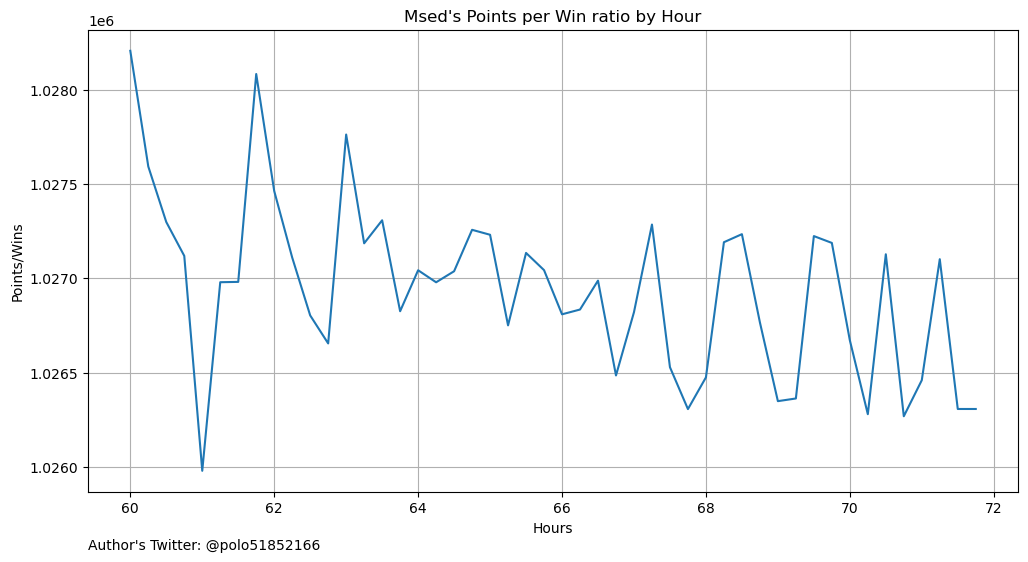 Msed's Points per Win ratio by Hour
1e6
1.0280
1.0275
1.0270
1.0265
1.0260
Points/Wins
60 62 64 66 68 70 72
Hours
Author's Twitter: @polo51852166